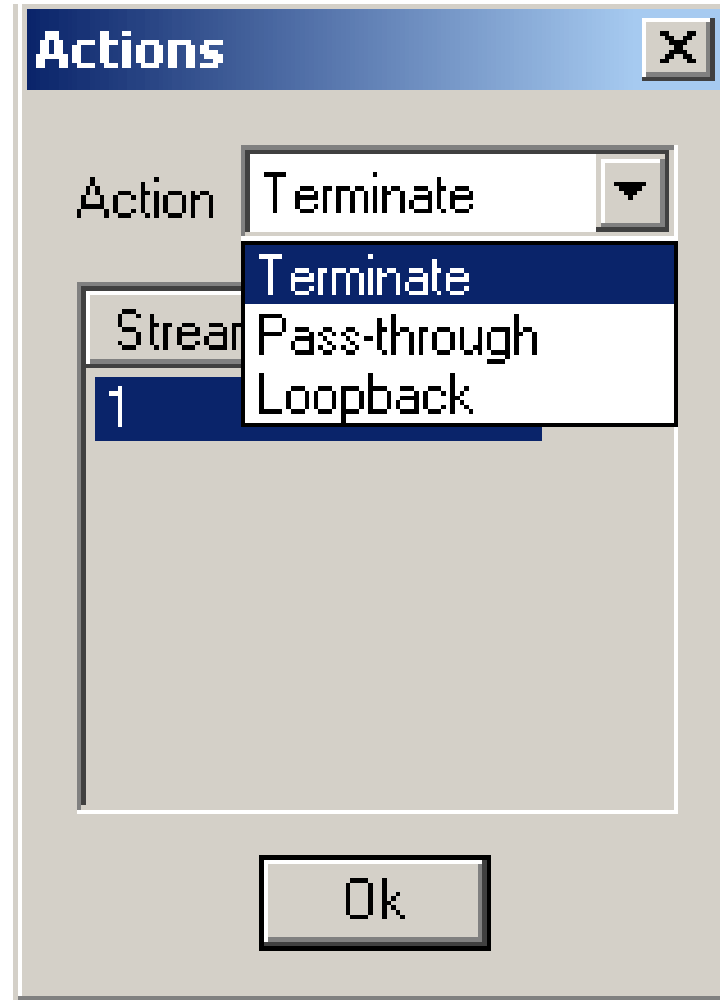 Actions
Action Terminate
Terminate
Pass-through
Loopback
1
Ok